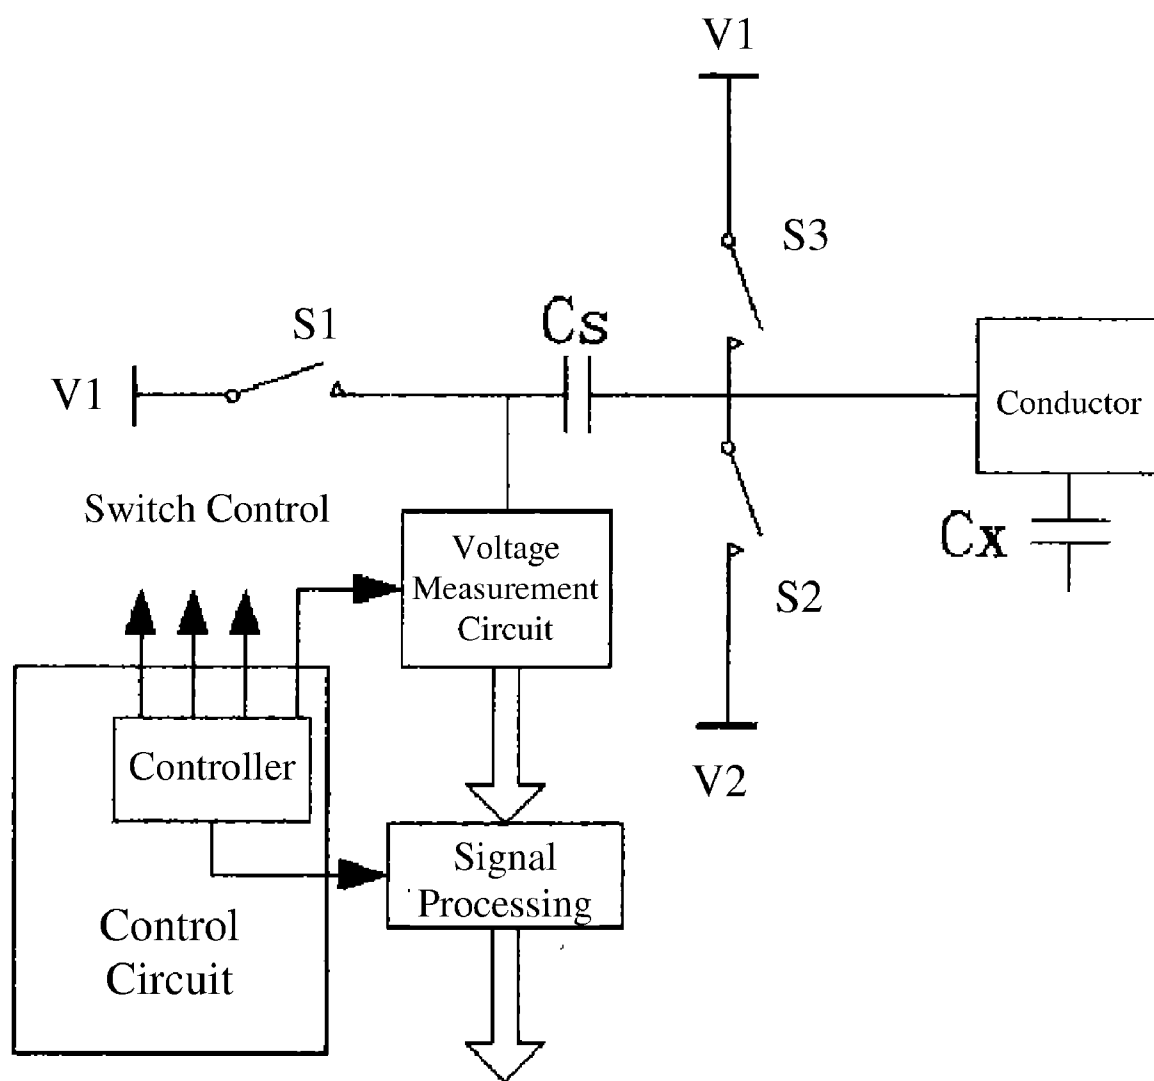 V1
S3
S1
Cs
V1
Conductor
Switch Control
Voltage
Measurement
Circuit
Cx
S2
Controller
V2
Signal
Processing
Control
Circuit